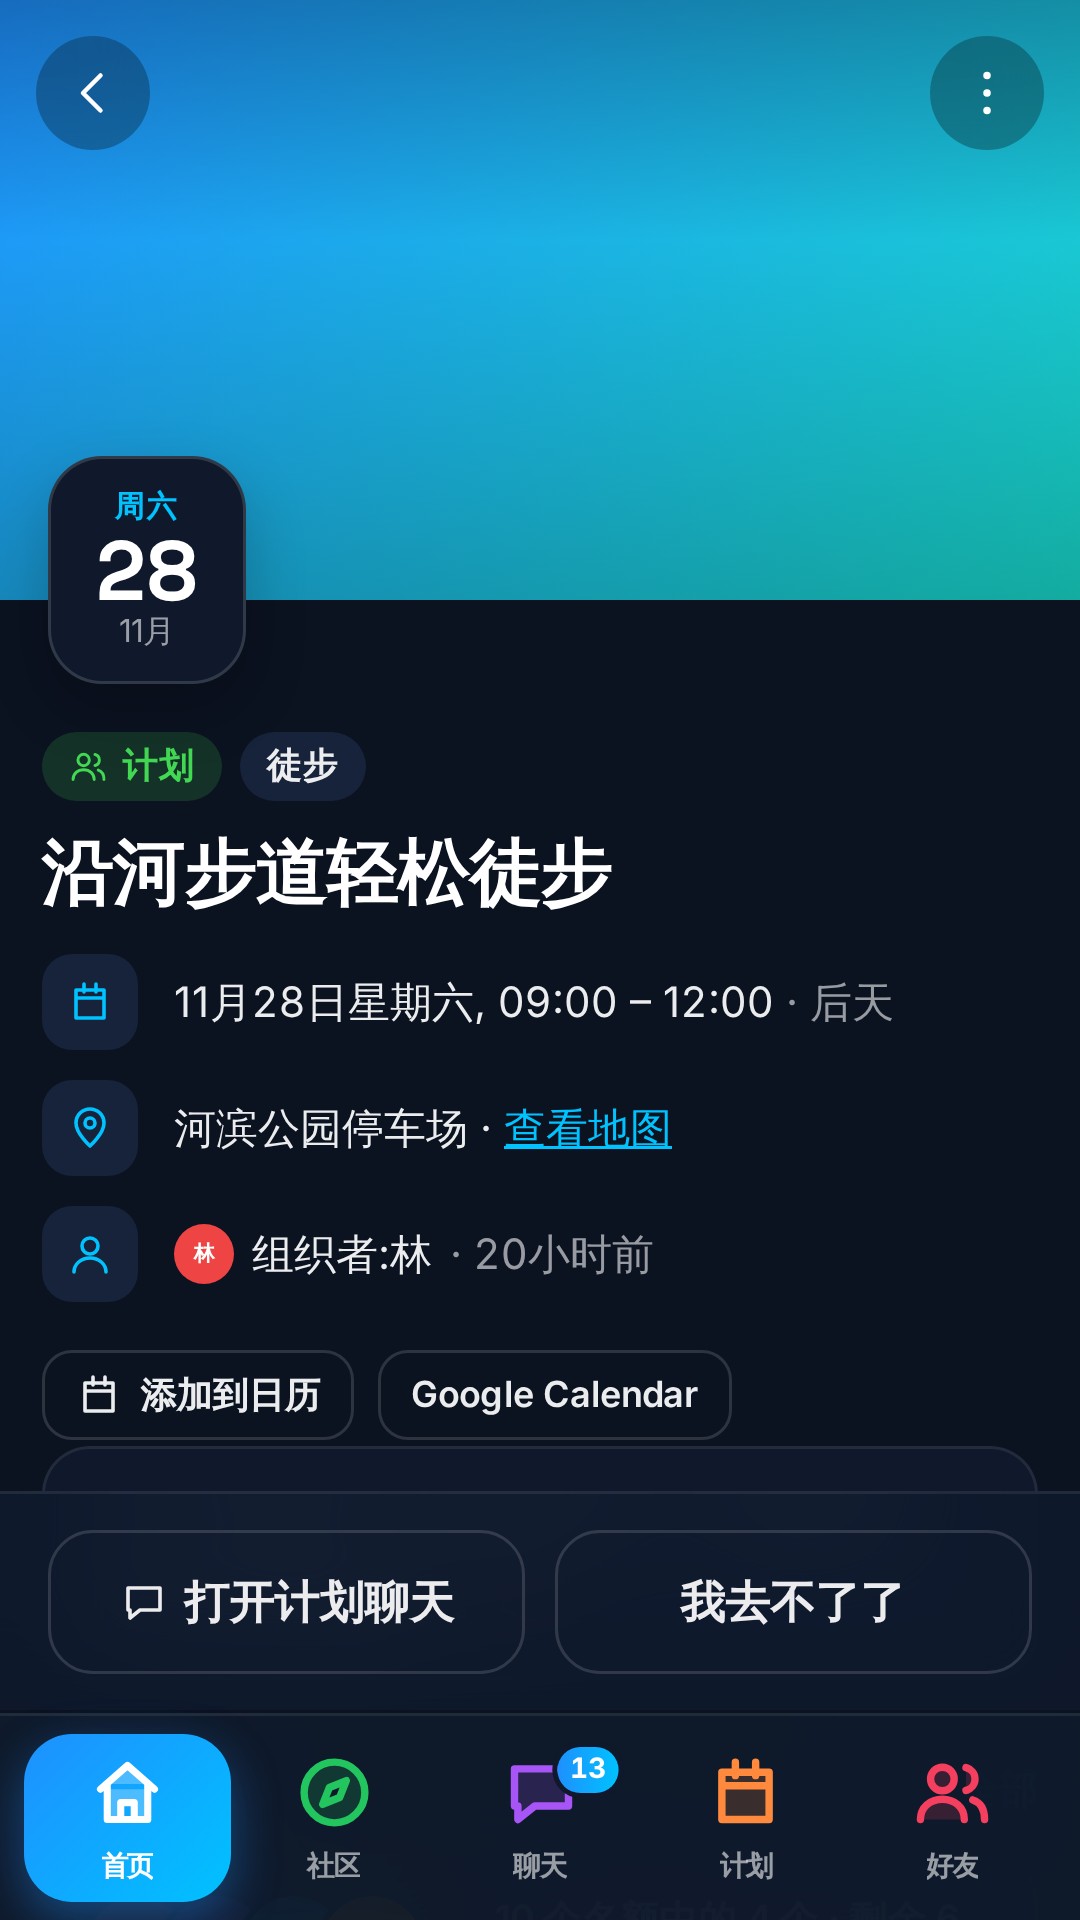 周六
28
11月
计划
徒步
沿河步道轻松徒步
11月28日星期六, 09:00 – 12:00 · 后天
河滨公园停车场 · 查看地图
林 组织者:林 · 20小时前
添加到日历
Google Calendar
打开计划聊天
我去不了了
13
首页
社区
聊天
计划
好友